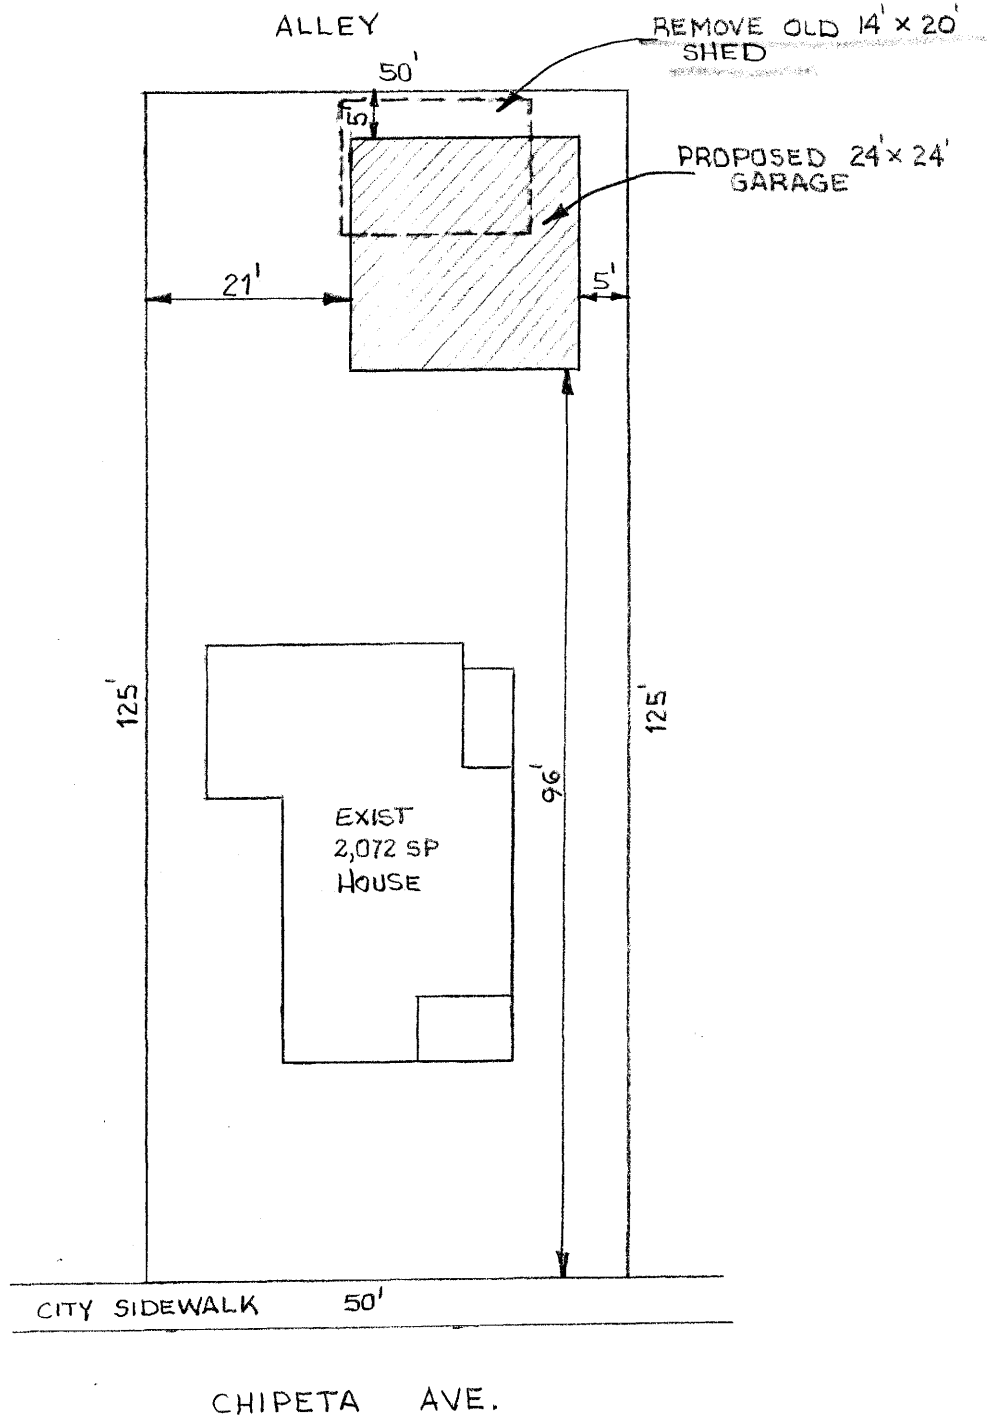 ALLEY
REMOVE OLD 14' × 20'
SHED
50'
5'
PROPOSED 24' × 24'
GARAGE
21'
5'
125'
125'
96'
EXIST
2,072 SP
HOUSE
CITY SIDEWALK 50'
CHIPETA AVE.